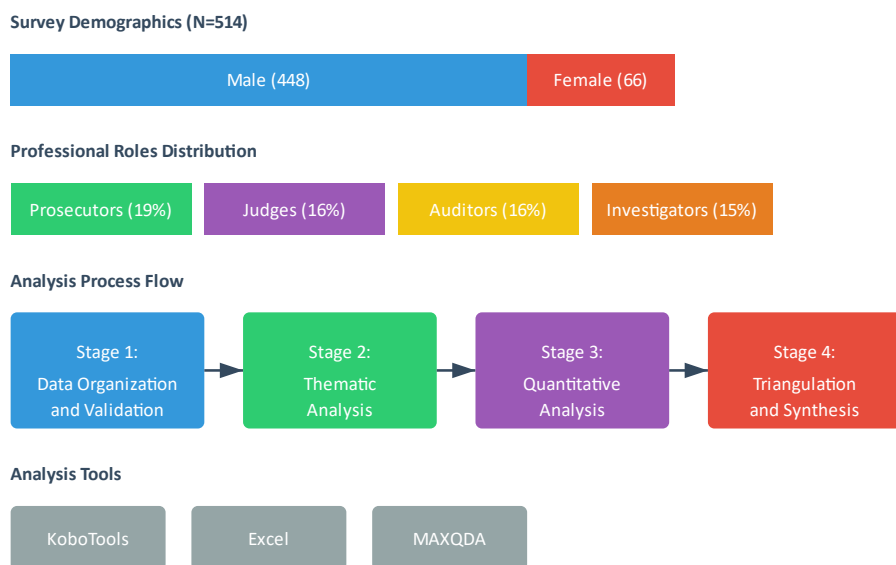 Survey Demographics (N=514)
Male (448)
Female (66)
Professional Roles Distribution
Prosecutors (19%)
Judges (16%)
Auditors (16%)
Investigators (15%)
Analysis Process Flow
Stage 1:
Data Organization
and Validation
Stage 2:
Thematic
Analysis
Stage 3:
Quantitative
Analysis
Stage 4:
Triangulation
and Synthesis
Analysis Tools
KoboTools
Excel
MAXQDA